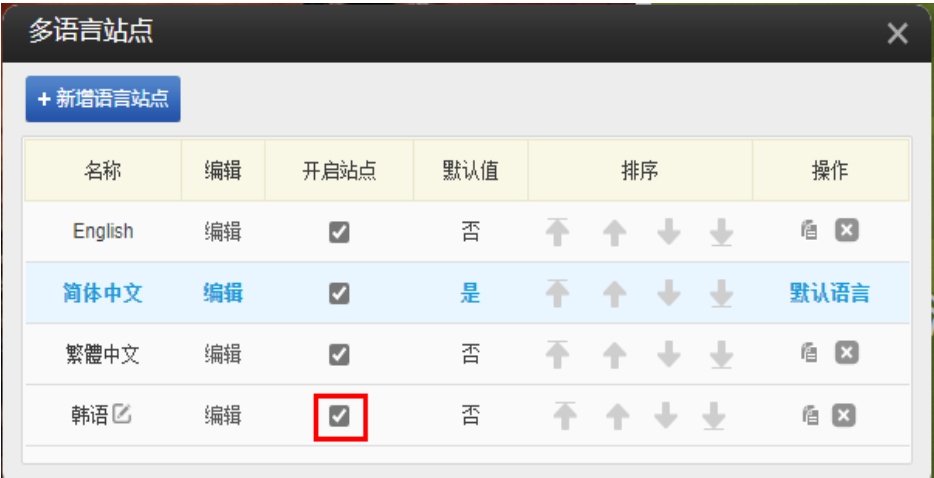 多语言站点
+ 新增语言站点
名称 编辑 开启站点 默认值 排序 操作
English 编辑 否
简体中文 编辑 是 默认语言
繁體中文 编辑 否
韩语 编辑 否